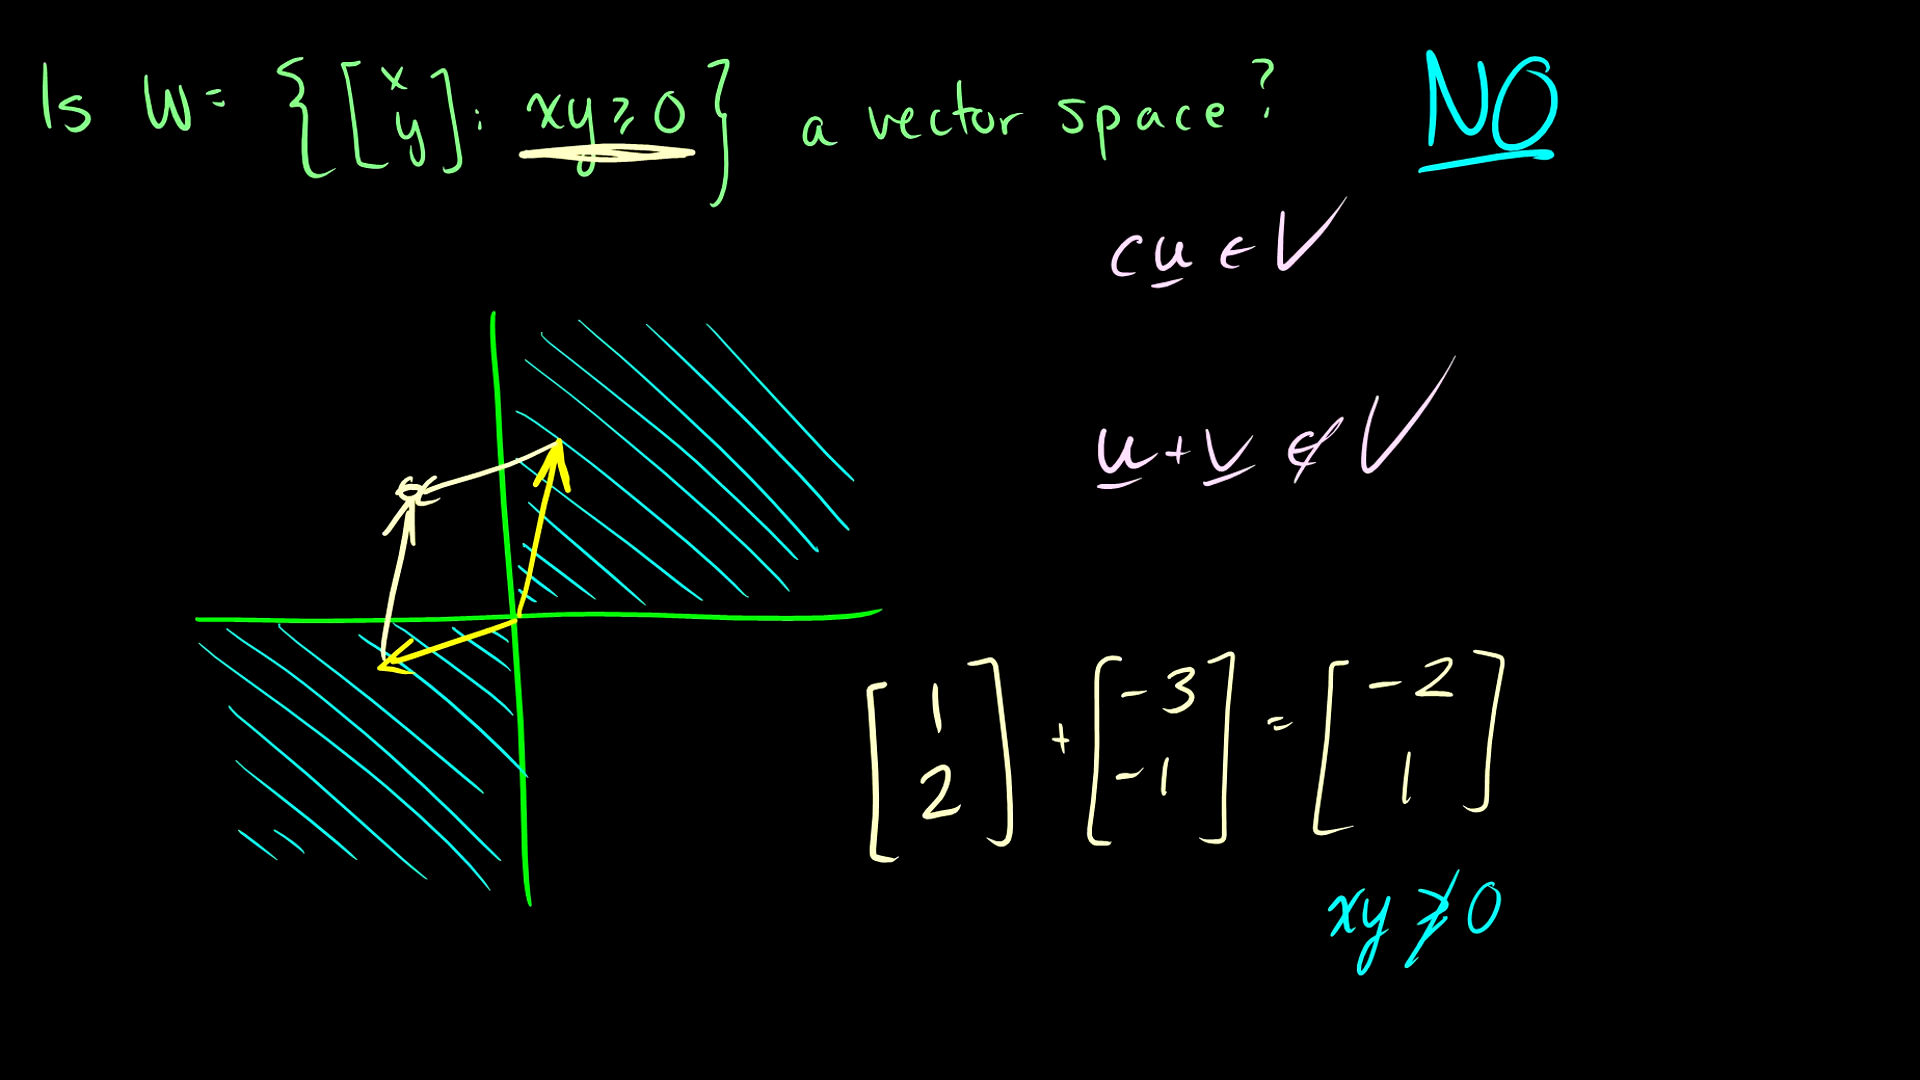 Is W = { [x y] : xy ≥ 0 } a vector space? NO
cu ∈ V
u + v ∉ V
[1 2] + [-3 -1] = [-2 1]
xy ≱ 0